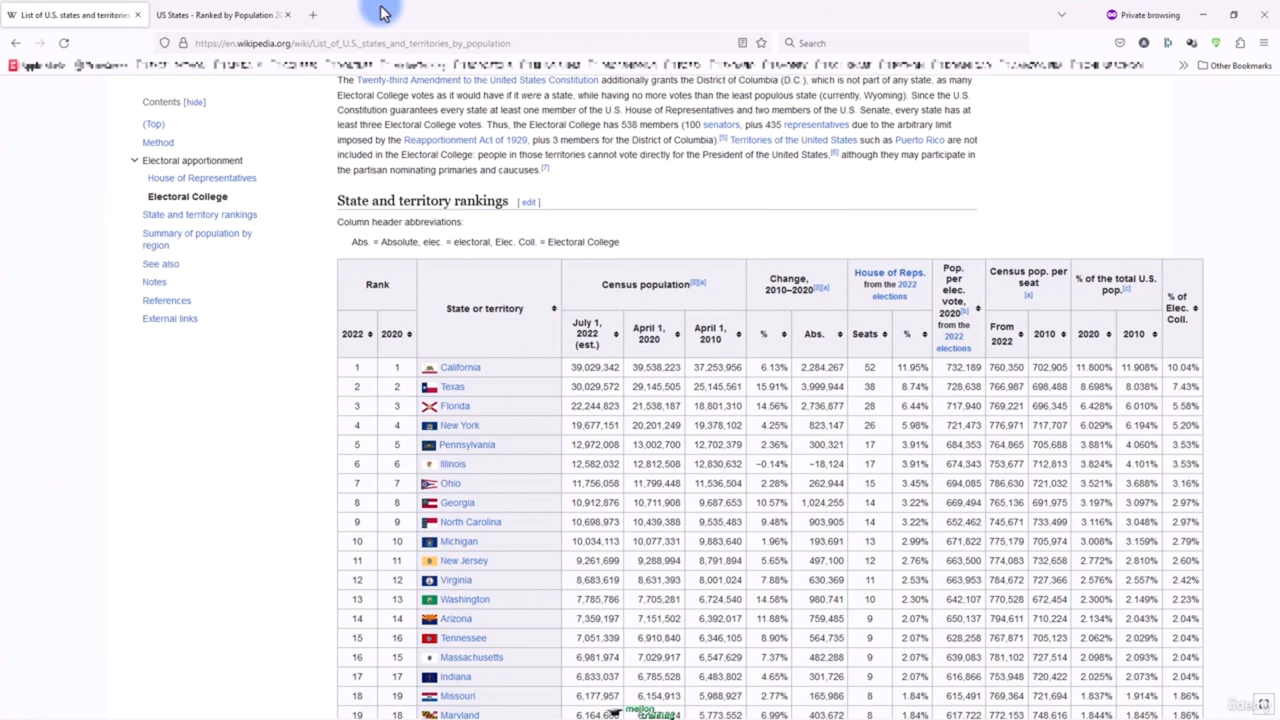 List of U.S. states and territories
US States - Ranked by Population 20
Private browsing
https://en.wikipedia.org/wiki/List_of_U.S._states_and_territories_by_population
Search
Other Bookmarks
Contents [hide]
(Top)
Method
Electoral apportionment
House of Representatives
Electoral College
State and territory rankings
Summary of population by
region
See also
Notes
References
External links
The Twenty-third Amendment to the United States Constitution additionally grants the District of Columbia (D.C.), which is not part of any state, as many
Electoral College votes as it would have if it were a state, while having no more votes than the least populous state (currently, Wyoming). Since the U.S.
Constitution guarantees every state at least one member of the U.S. House of Representatives and two members of the U.S. Senate, every state has at
least three Electoral College votes. Thus, the Electoral College has 538 members (100 senators, plus 435 representatives due to the arbitrary limit
imposed by the Reapportionment Act of 1929, plus 3 members for the District of Columbia).[5] Territories of the United States such as Puerto Rico are not
included in the Electoral College: people in those territories cannot vote directly for the President of the United States,[6] although they may participate in
the partisan nominating primaries and caucuses.[7]
State and territory rankings [ edit ]
Column header abbreviations:
Abs. = Absolute, elec. = electoral, Elec. Coll. = Electoral College
Rank
State or territory
Census population
Change,
2010–2020
House of Reps.
from the 2022
elections
Pop.
per
elec.
vote,
2020[b]
from the
2022
elections
Census pop. per
seat
[a]
% of the total U.S.
pop.[c]
% of
Elec.
Coll.
2022 2020 July 1, 2022 (est.) April 1, 2020 April 1, 2010 % Abs. Seats % From 2022 2010 2020 2010
1 1 California 39,029,342 39,538,223 37,253,956 6.13% 2,284,267 52 11.95% 732,189 760,350 702,905 11.800% 11.908% 10.04%
2 2 Texas 30,029,572 29,145,505 25,145,561 15.91% 3,999,944 38 8.74% 728,638 766,987 698,488 8.698% 8.038% 7.43%
3 3 Florida 22,244,823 21,538,187 18,801,310 14.56% 2,736,877 28 6.44% 717,940 769,221 696,345 6.428% 6.010% 5.58%
4 4 New York 19,677,151 20,201,249 19,378,102 4.25% 823,147 26 5.98% 721,473 776,971 717,707 6.029% 6.194% 5.20%
5 5 Pennsylvania 12,972,008 13,002,700 12,702,379 2.36% 300,321 17 3.91% 684,353 764,865 705,688 3.881% 4.060% 3.53%
6 6 Illinois 12,582,032 12,812,508 12,830,632 −0.14% −18,124 17 3.91% 674,343 753,677 712,813 3.824% 4.101% 3.53%
7 7 Ohio 11,756,058 11,799,448 11,536,504 2.28% 262,944 15 3.45% 694,085 786,630 721,032 3.521% 3.688% 3.16%
8 8 Georgia 10,912,876 10,711,908 9,687,653 10.57% 1,024,255 14 3.22% 669,494 765,136 691,975 3.197% 3.097% 2.97%
9 9 North Carolina 10,698,973 10,439,388 9,535,483 9.48% 903,905 14 3.22% 652,462 745,671 733,499 3.116% 3.048% 2.97%
10 10 Michigan 10,034,113 10,077,331 9,883,640 1.96% 193,691 13 2.99% 671,822 775,179 705,974 3.008% 3.159% 2.79%
11 11 New Jersey 9,261,699 9,288,994 8,791,894 5.65% 497,100 12 2.76% 663,500 774,083 732,658 2.772% 2.810% 2.60%
12 12 Virginia 8,683,619 8,631,393 8,001,024 7.88% 630,369 11 2.53% 663,953 784,672 727,366 2.576% 2.557% 2.42%
13 13 Washington 7,785,786 7,705,281 6,724,540 14.58% 980,741 10 2.30% 642,107 770,528 672,454 2.300% 2.149% 2.23%
14 14 Arizona 7,359,197 7,151,502 6,392,017 11.88% 759,485 9 2.07% 650,137 794,611 710,224 2.134% 2.043% 2.04%
15 16 Tennessee 7,051,339 6,910,840 6,346,105 8.90% 564,735 9 2.07% 628,258 767,871 705,123 2.062% 2.029% 2.04%
16 15 Massachusetts 6,981,974 7,029,917 6,547,629 7.37% 482,288 9 2.07% 639,083 781,102 727,514 2.098% 2.093% 2.04%
17 17 Indiana 6,833,037 6,785,528 6,483,802 4.65% 301,726 9 2.07% 616,866 753,948 720,422 2.025% 2.073% 2.04%
18 19 Missouri 6,177,957 6,154,913 5,988,927 2.77% 165,986 8 1.84% 615,491 769,364 721,694 1.837% 1.914% 1.86%
19 18 Maryland 5,773,552 6.99% 403,672 8 1.84% 617,722 772,153 748,616 1.844% 1.845% 1.86%